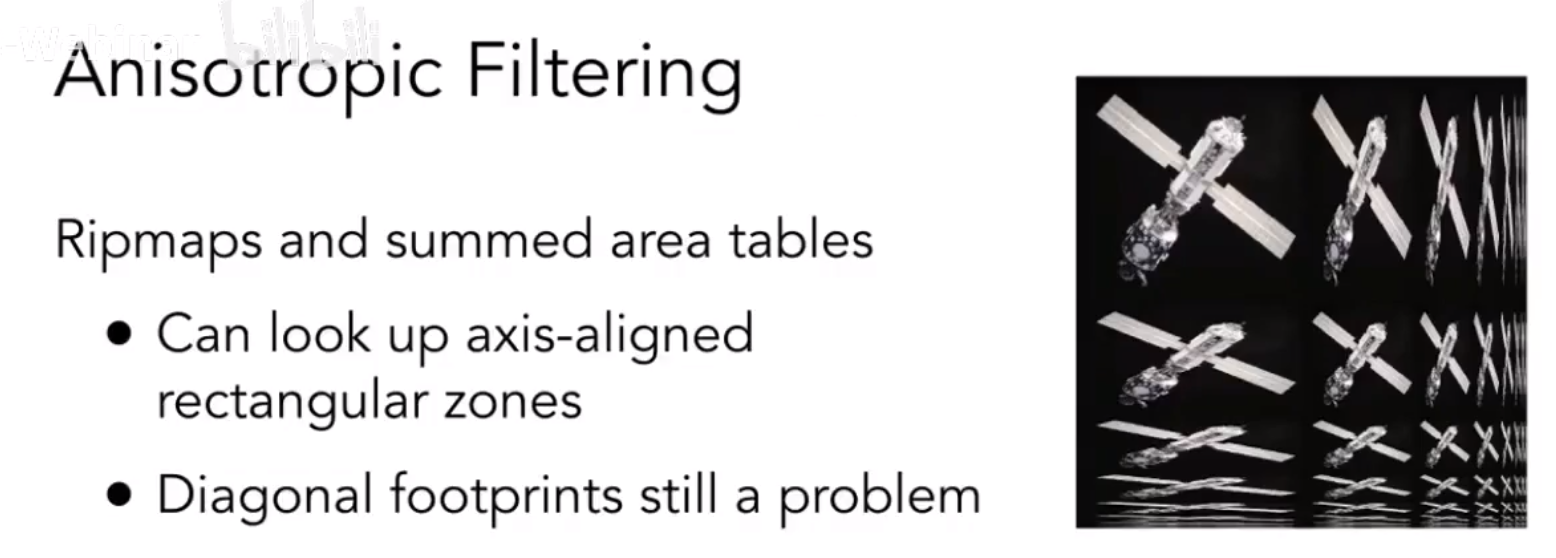 -Webinar bilibili
Anisotropic Filtering
Ripmaps and summed area tables
● Can look up axis-aligned
rectangular zones
● Diagonal footprints still a problem